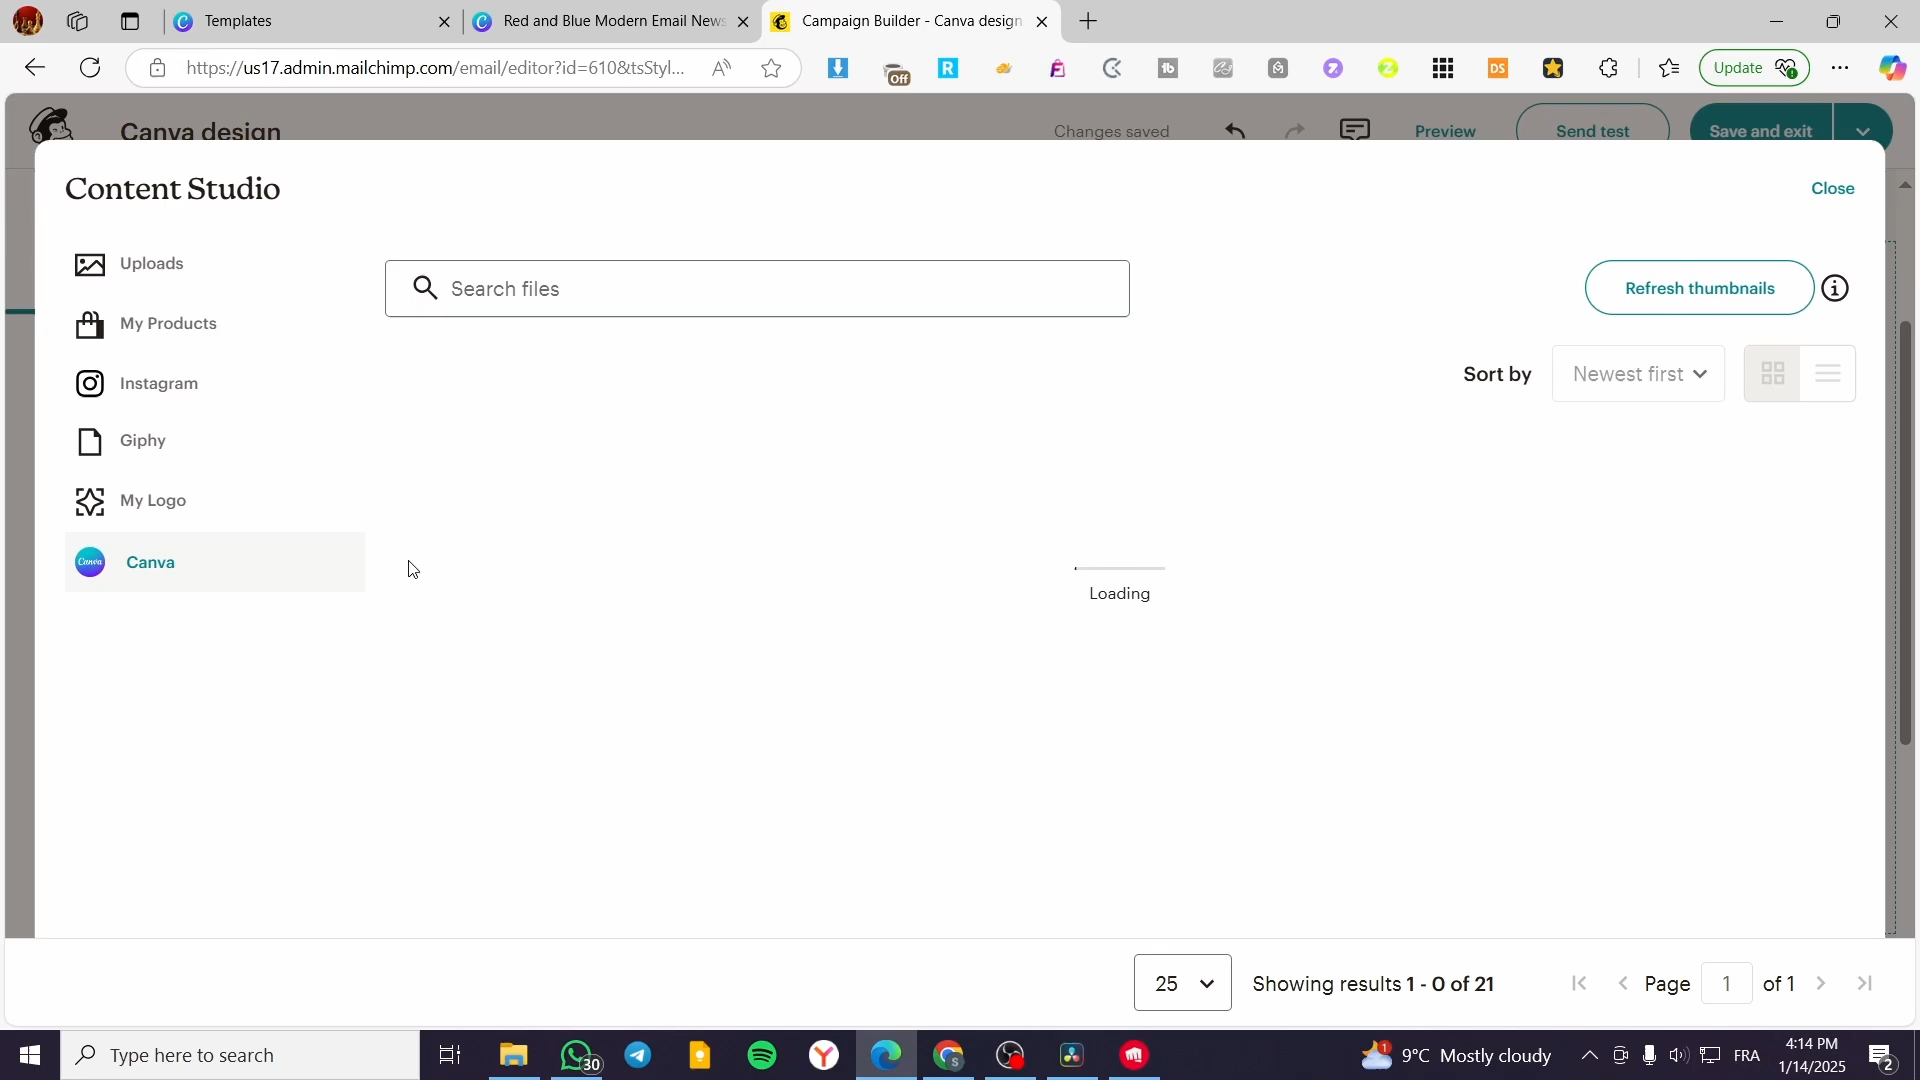 Templates
Red and Blue Modern Email News
Campaign Builder - Canva design
https://us17.admin.mailchimp.com/email/editor?id=610&tsStyl...
Off
Update
Canva design
Changes saved
Preview
Send test
Save and exit
Content Studio
Close
Uploads
Search files
Refresh thumbnails
My Products
Instagram
Sort by
Newest first
Giphy
My Logo
Canva
Canva
Loading
25
Showing results 1 - 0 of 21
Page
1
of 1
Type here to search
30
1
9°C Mostly cloudy
FRA
4:14 PM
1/14/2025
2